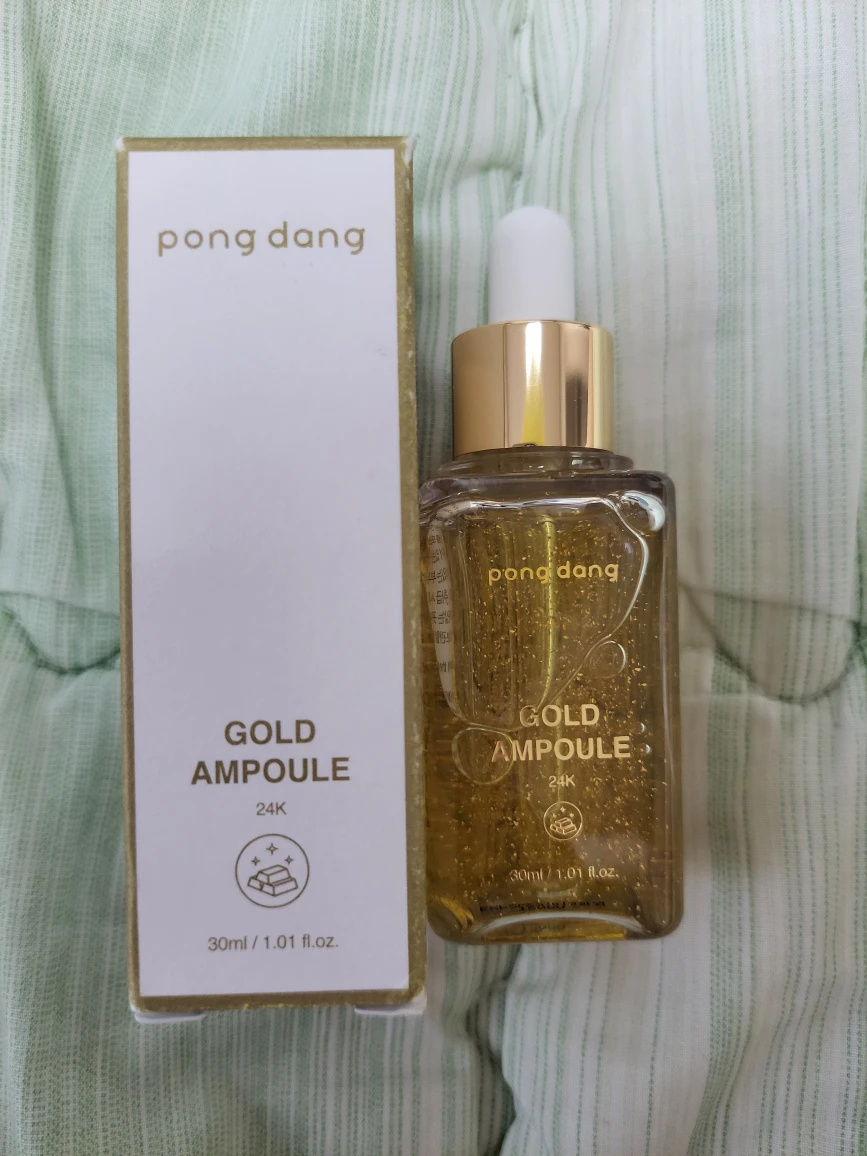 pong dang
GOLD
AMPOULE
24K
30ml / 1.01 fl.oz.
pong dang
GOLD
AMPOULE
24K
30ml / 1.01 fl.oz.